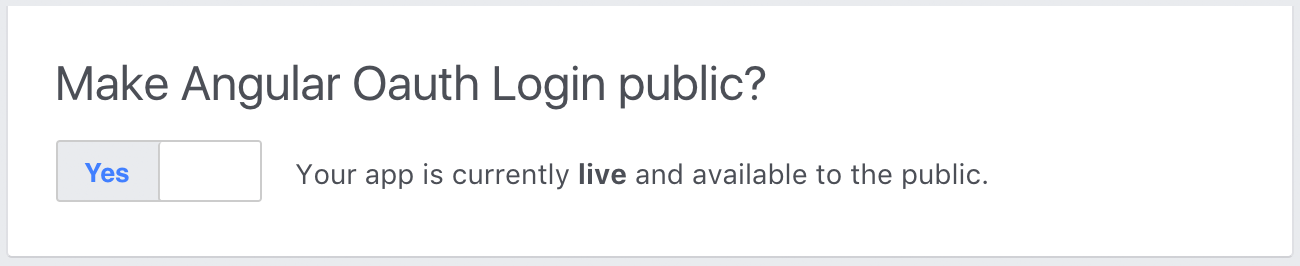 Make Angular Oauth Login public?
Yes
Your app is currently live and available to the public.